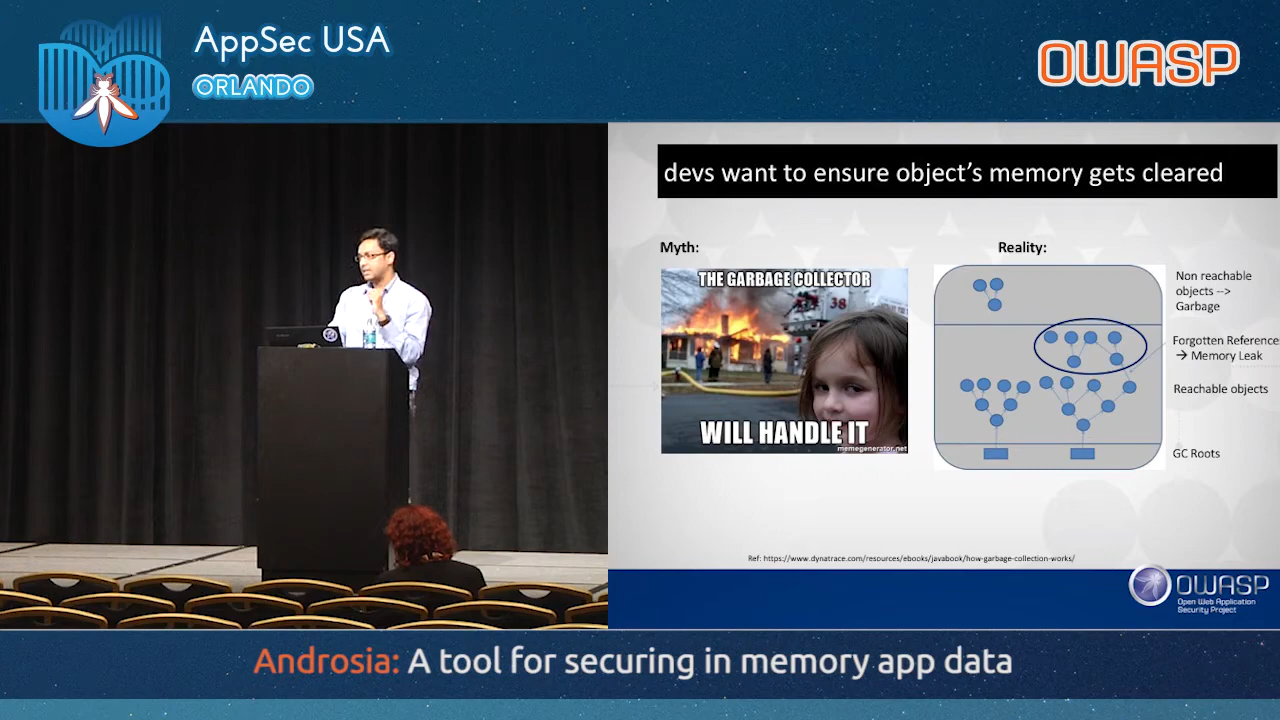 AppSec USA
ORLANDO
OWASP
devs want to ensure object's memory gets cleared
Myth:
Reality:
THE GARBAGE COLLECTOR
38
WILL HANDLE IT
memegenerator.net
Non reachable
objects -->
Garbage
Forgotten Reference
→ Memory Leak
Reachable objects
GC Roots
Ref: https://www.dynatrace.com/resources/ebooks/javabook/how-garbage-collection-works/
OWASP
Open Web Application
Security Project
Androsia: A tool for securing in memory app data